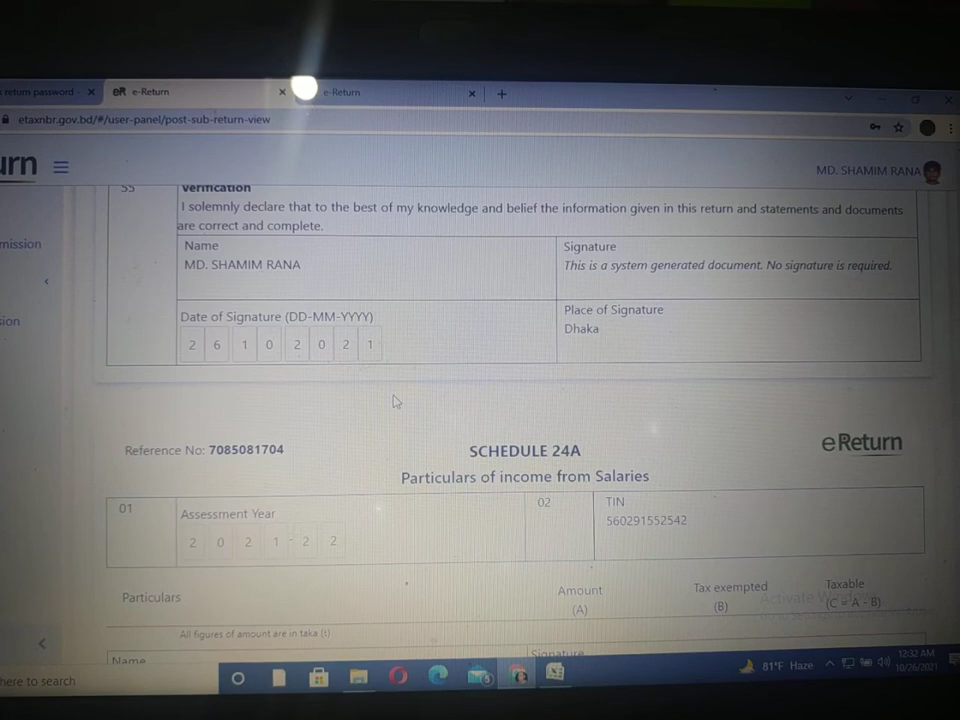 return password
eR e-Return
e-Return
etaxnbr.gov.bd/#/user-panel/post-sub-return-view
urn
MD. SHAMIM RANA
55
Verification
I solemnly declare that to the best of my knowledge and belief the information given in this return and statements and documents
are correct and complete.
mission
Name
MD. SHAMIM RANA
Signature
This is a system generated document. No signature is required.
sion
Date of Signature (DD-MM-YYYY)
2 6 1 0 2 0 2 1
Place of Signature
Dhaka
Reference No: 7085081704
SCHEDULE 24A
eReturn
Particulars of income from Salaries
01
Assessment Year
2 0 2 1 - 2 2
02
TIN
560291552542
Particulars
Amount
(A)
Tax exempted
(B)
Taxable
(C = A - B)
Activate Windows
All figures of amount are in taka (৳)
Name
Signature
here to search
81°F Haze
12:32 AM
10/26/2021